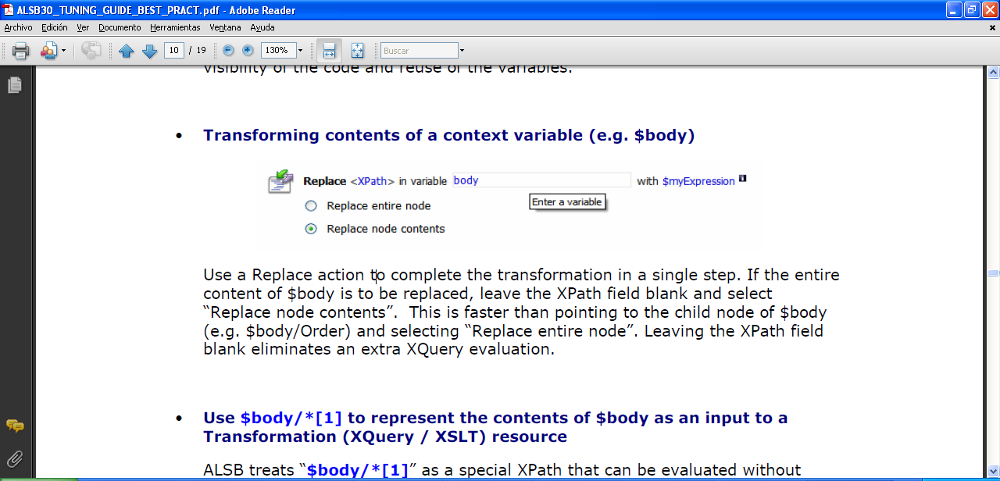 ALSB30_TUNING_GUIDE_BEST_PRACT.pdf - Adobe Reader
Archivo Edición Ver Documento Herramientas Ventana Ayuda
10 / 19 130% Buscar
visibility of the code and reuse of the variables.
• Transforming contents of a context variable (e.g. $body)
Replace <XPath> in variable body with $myExpression
Enter a variable
Replace entire node
Replace node contents
Use a Replace action to complete the transformation in a single step. If the entire
content of $body is to be replaced, leave the XPath field blank and select
“Replace node contents”.  This is faster than pointing to the child node of $body
(e.g. $body/Order) and selecting “Replace entire node”. Leaving the XPath field
blank eliminates an extra XQuery evaluation.
• Use $body/*[1] to represent the contents of $body as an input to a
Transformation (XQuery / XSLT) resource
ALSB treats “$body/*[1]” as a special XPath that can be evaluated without